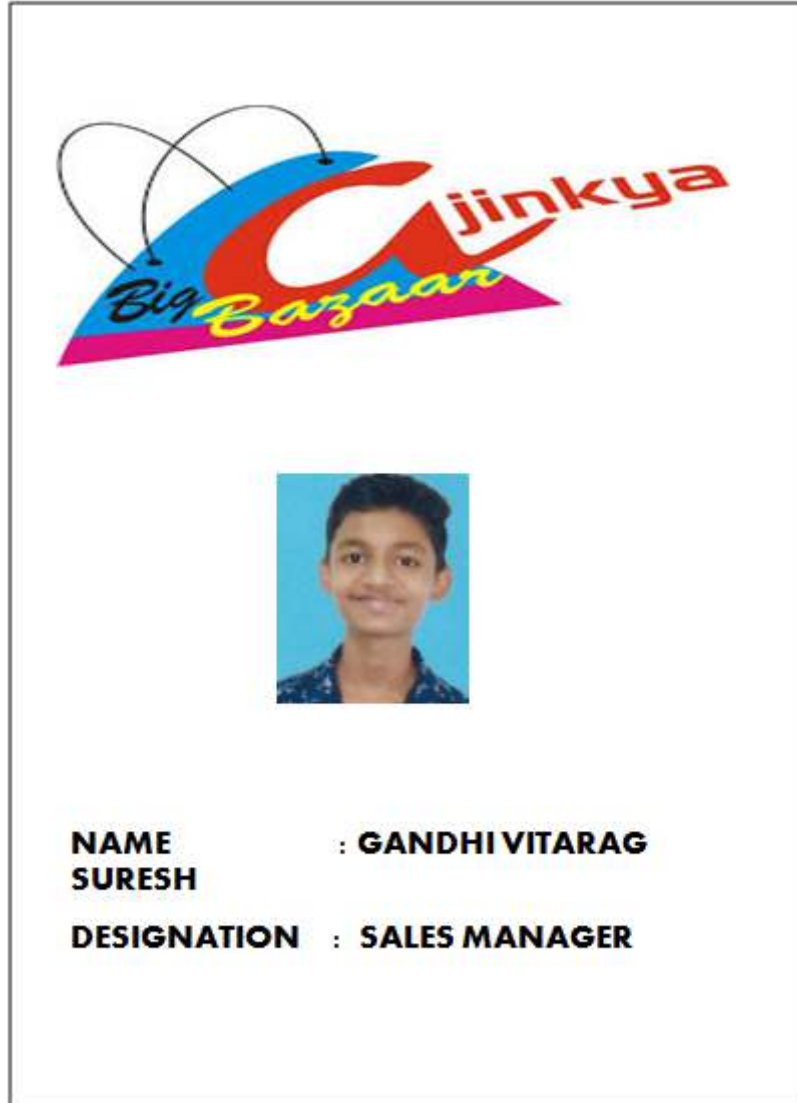 ajinkya
Big Bazaar
NAME : GANDHI VITARAG
SURESH
DESIGNATION : SALES MANAGER